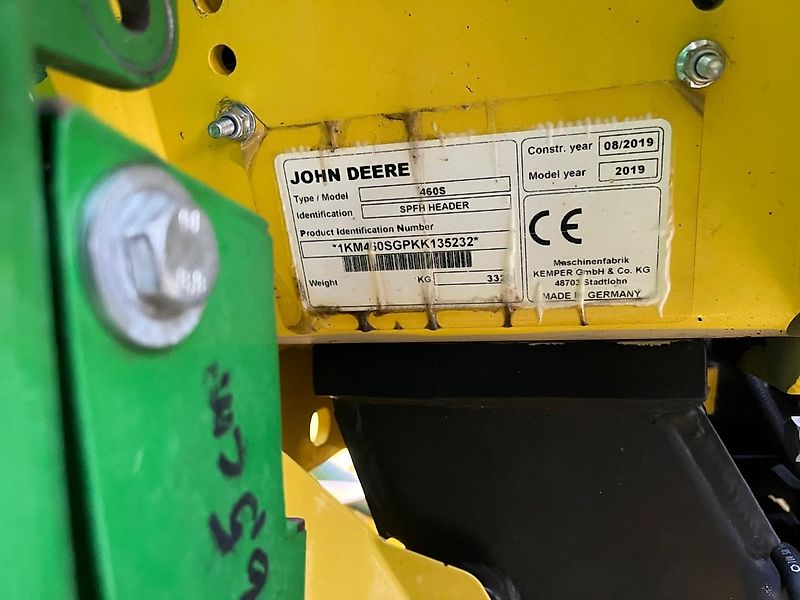 JOHN DEERE
Type / Model 460S
Identification SPFH HEADER
Product Identification Number
*1KM460SGPKK135232*
Weight KG
Constr. year 08/2019
Model year 2019
CE
Maschinenfabrik
KEMPER GmbH & Co. KG
48703 Stadtlohn
MADE IN GERMANY